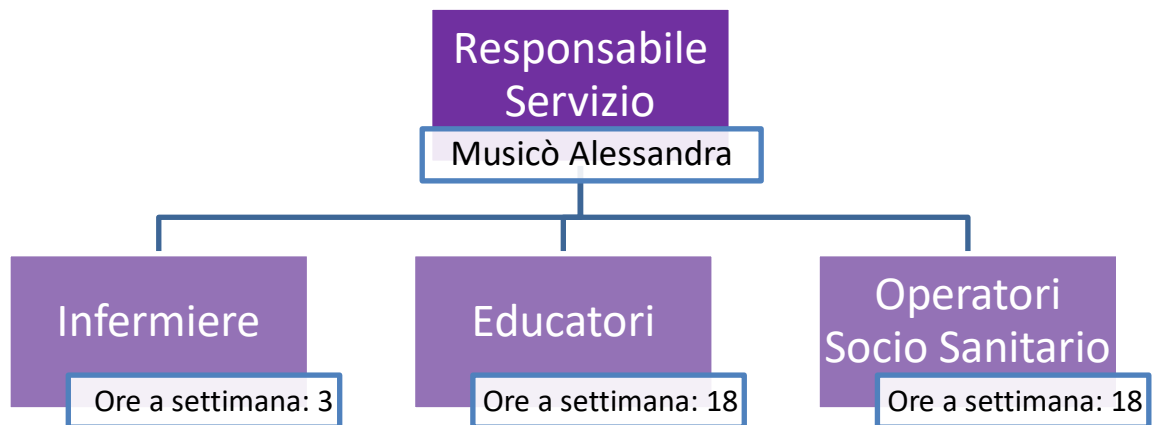 Responsabile
Servizio
Musicò Alessandra
Infermiere
Ore a settimana: 3
Educatori
Ore a settimana: 18
Operatori
Socio Sanitario
Ore a settimana: 18